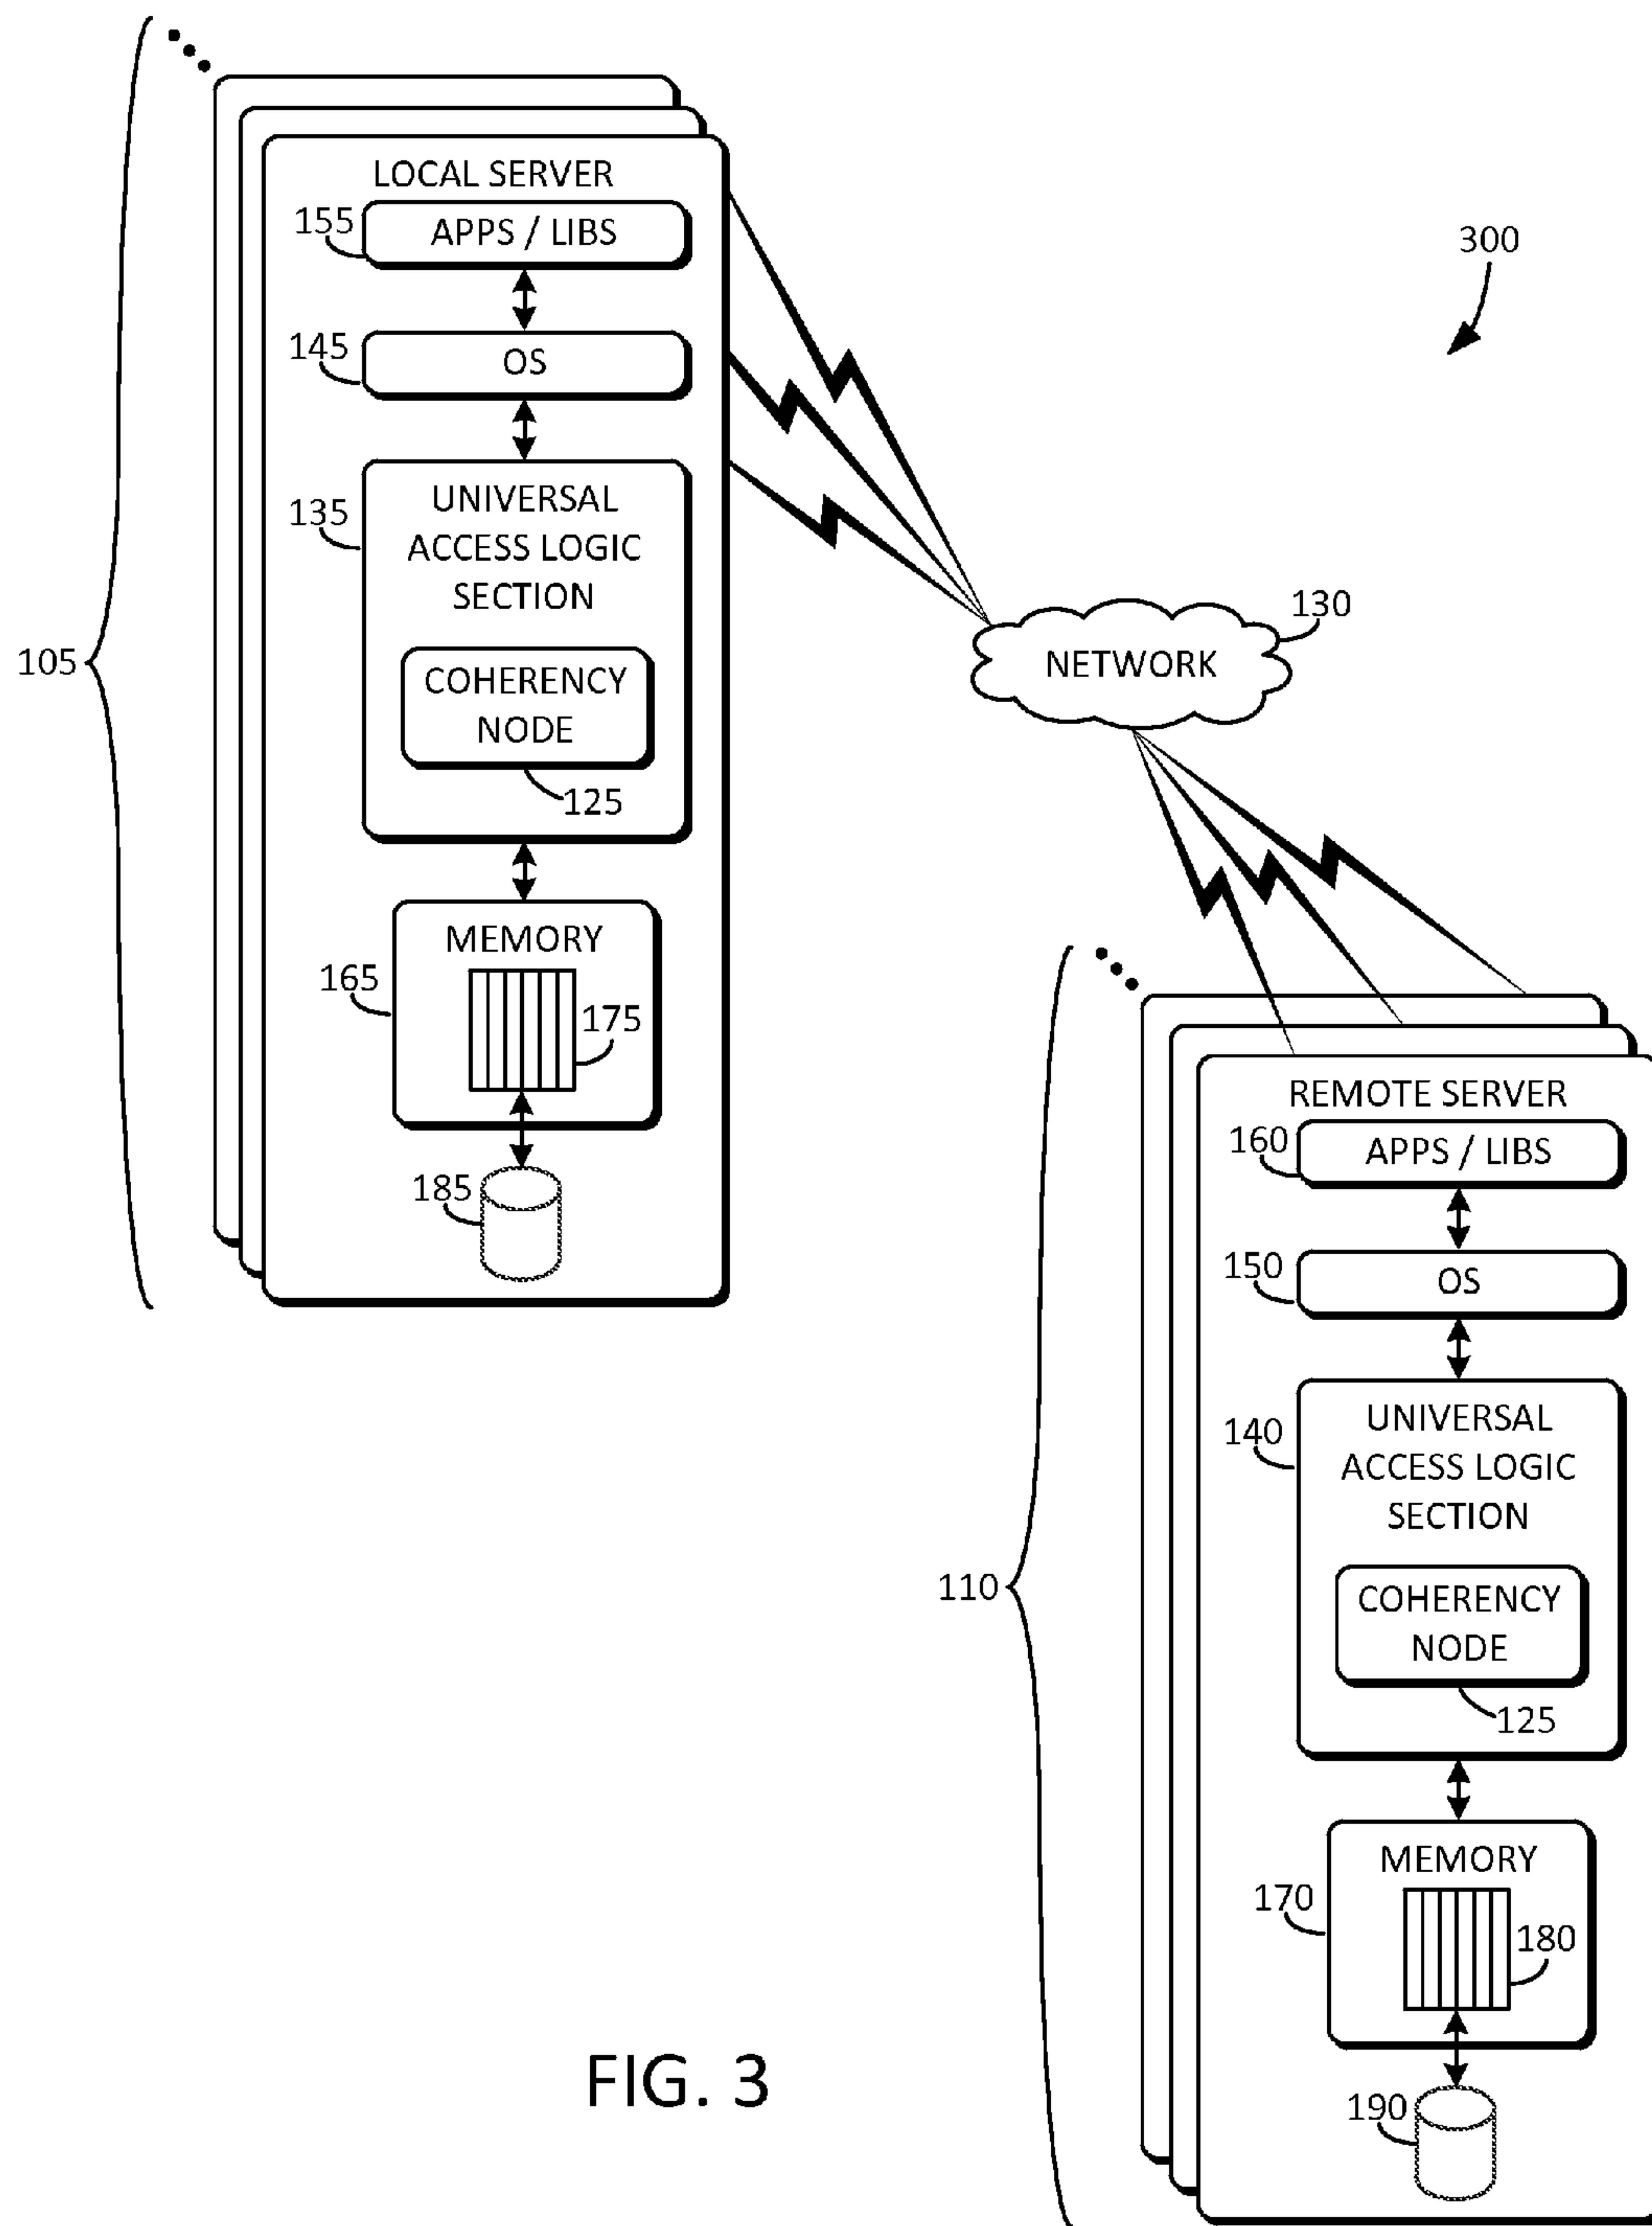 LOCAL SERVER
155
APPS / LIBS
300
145
OS
135
UNIVERSAL
ACCESS LOGIC
SECTION
130
NETWORK
105
COHERENCY
NODE
125
MEMORY
165
175
185
REMOTE SERVER
160
APPS / LIBS
150
OS
140
UNIVERSAL
ACCESS LOGIC
SECTION
110
COHERENCY
NODE
125
MEMORY
170
180
190
FIG. 3